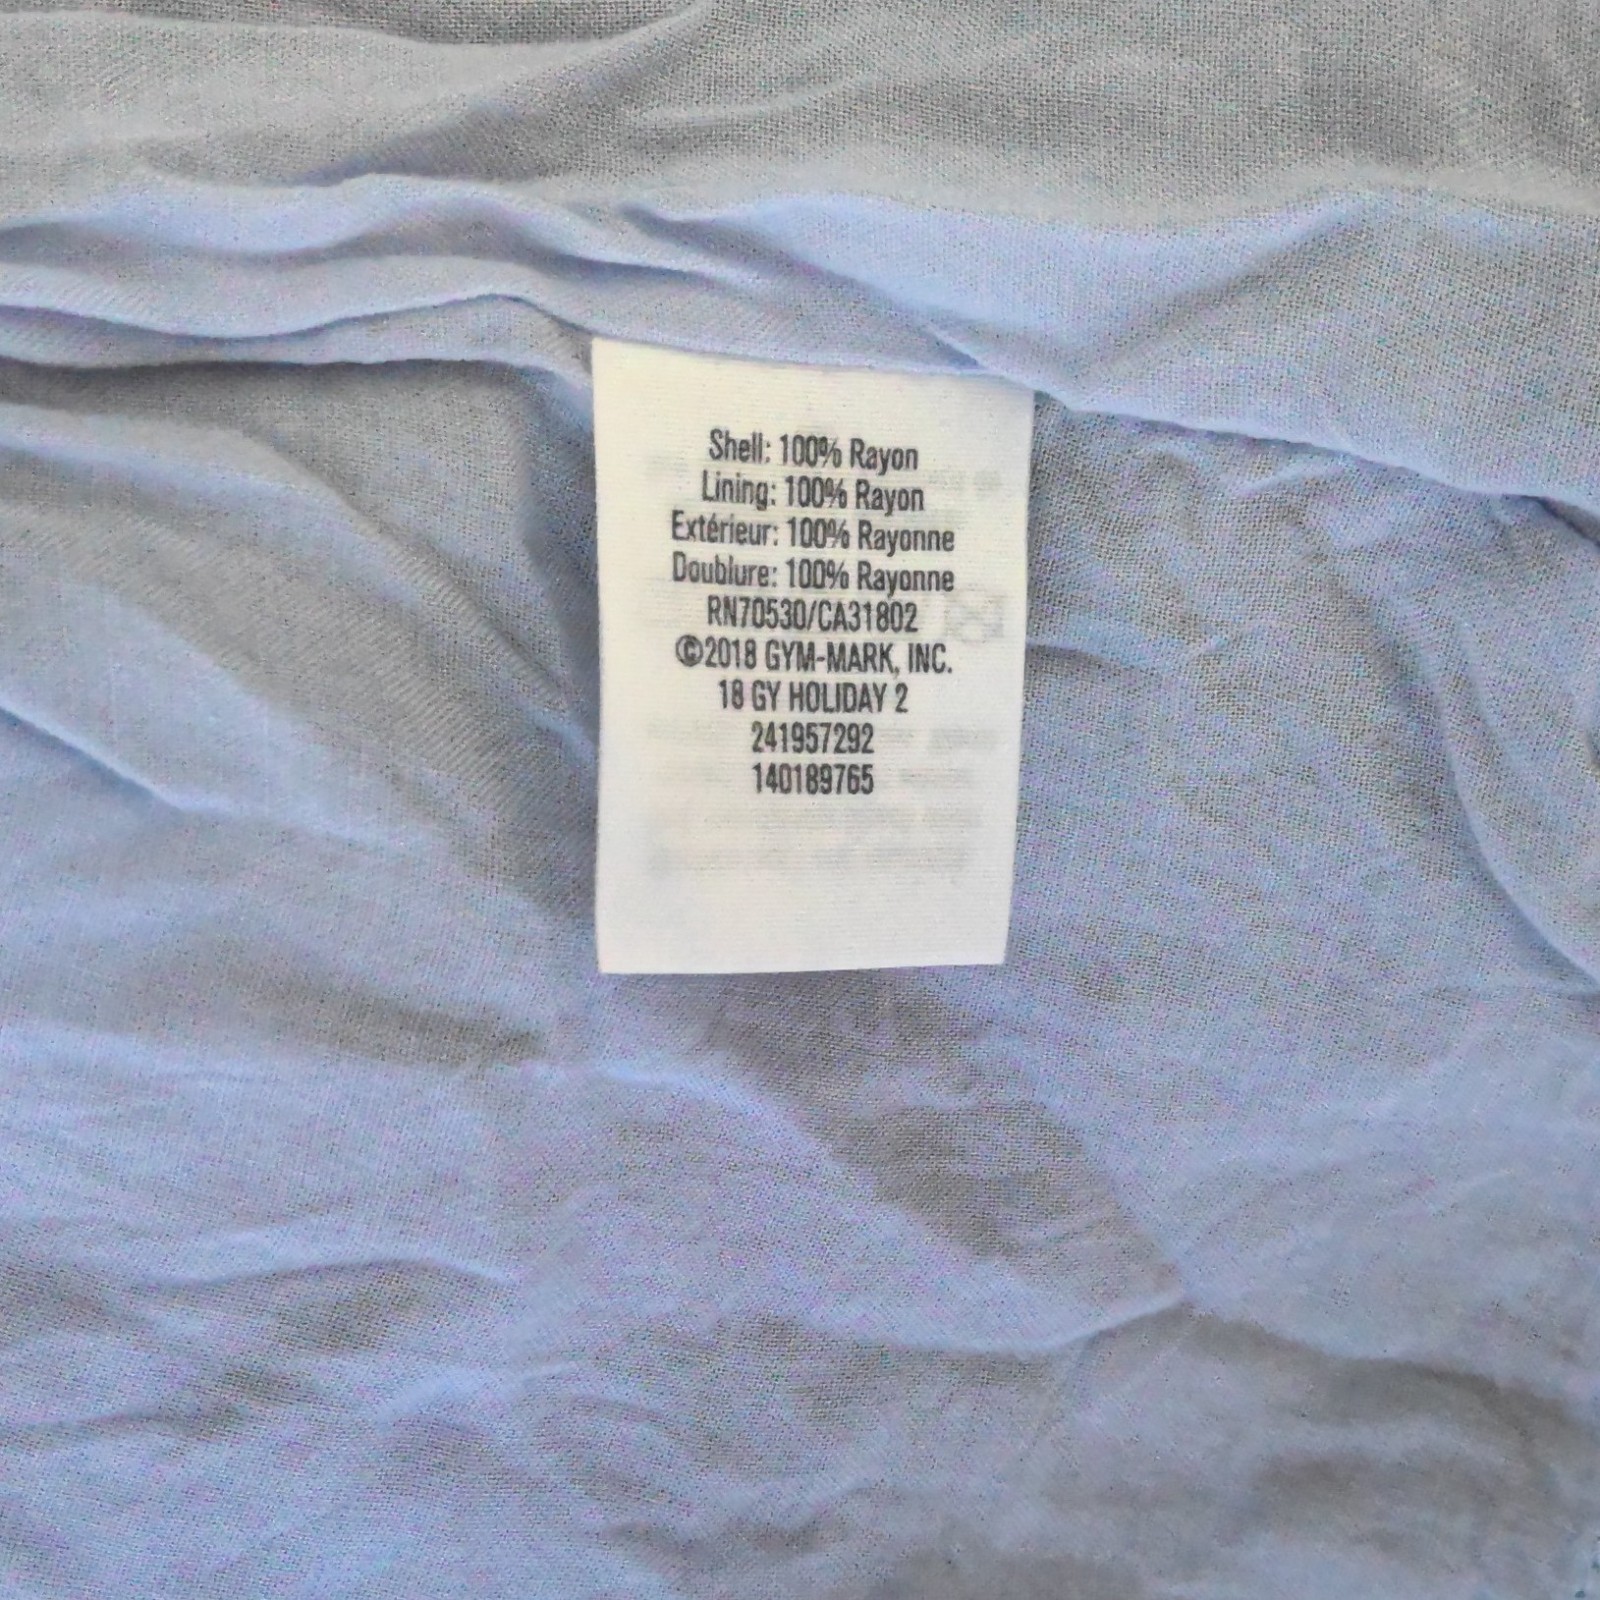 Shell: 100% Rayon
Lining: 100% Rayon
Extérieur: 100% Rayonne
Doublure: 100% Rayonne
RN70530/CA31802
©2018 GYM-MARK, INC.
18 GY HOLIDAY 2
241957292
140189765